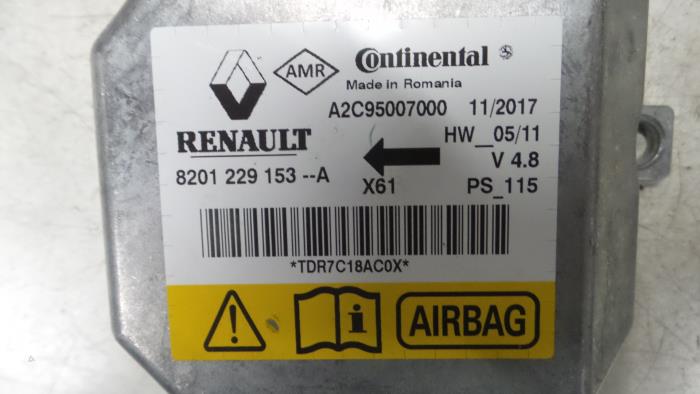 AMR
Continental
Made in Romania
A2C95007000 11/2017
RENAULT
HW__05/11
V 4.8
8201 229 153 --A
X61
PS_115
*TDR7C18AC0X*
AIRBAG